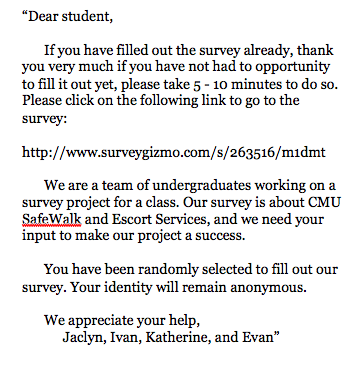 “Dear student,
If you have filled out the survey already, thank
you very much if you have not had to opportunity
to fill it out yet, please take 5 - 10 minutes to do so.
Please click on the following link to go to the
survey:
http://www.surveygizmo.com/s/263516/m1dmt
We are a team of undergraduates working on a
survey project for a class. Our survey is about CMU
SafeWalk and Escort Services, and we need your
input to make our project a success.
You have been randomly selected to fill out our
survey. Your identity will remain anonymous.
We appreciate your help,
Jaclyn, Ivan, Katherine, and Evan”